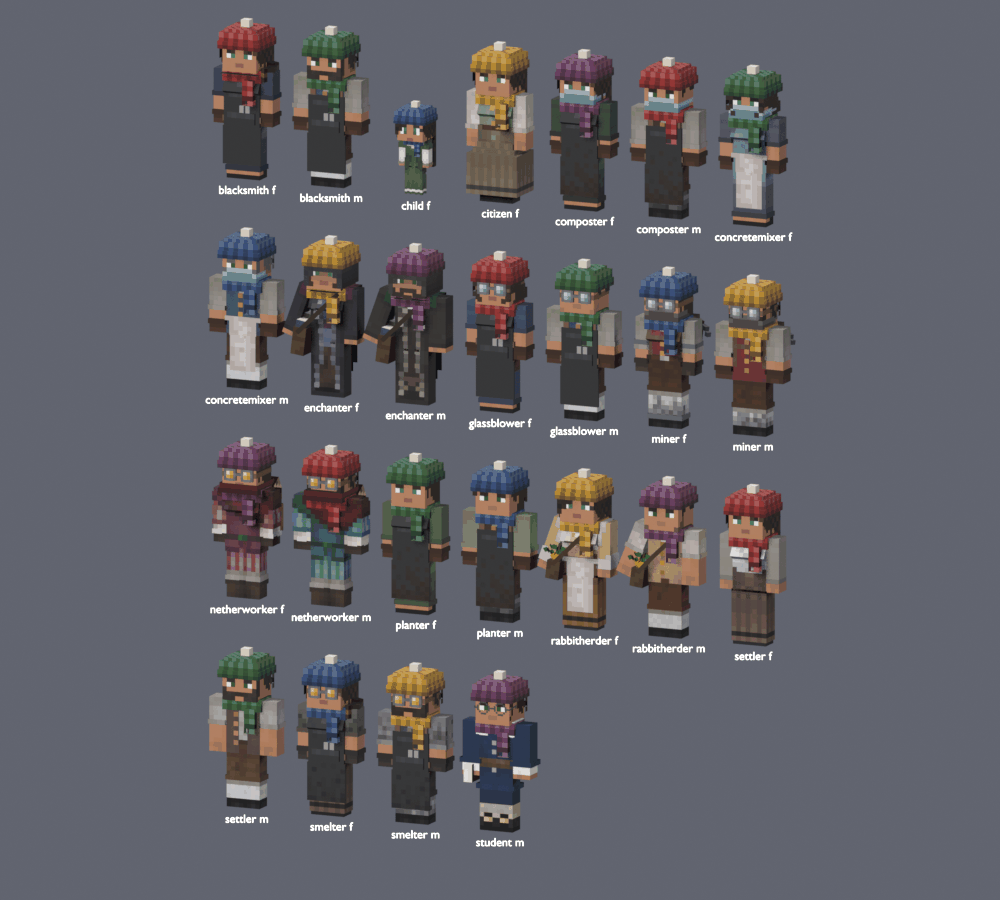 blacksmith f
blacksmith m
child f
citizen f
composter f
composter m
concretemixer f
concretemixer m
enchanter f
enchanter m
glassblower f
glassblower m
miner f
miner m
netherworker f
netherworker m
planter f
planter m
rabbitherder f
rabbitherder m
settler f
settler m
smelter f
smelter m
student m